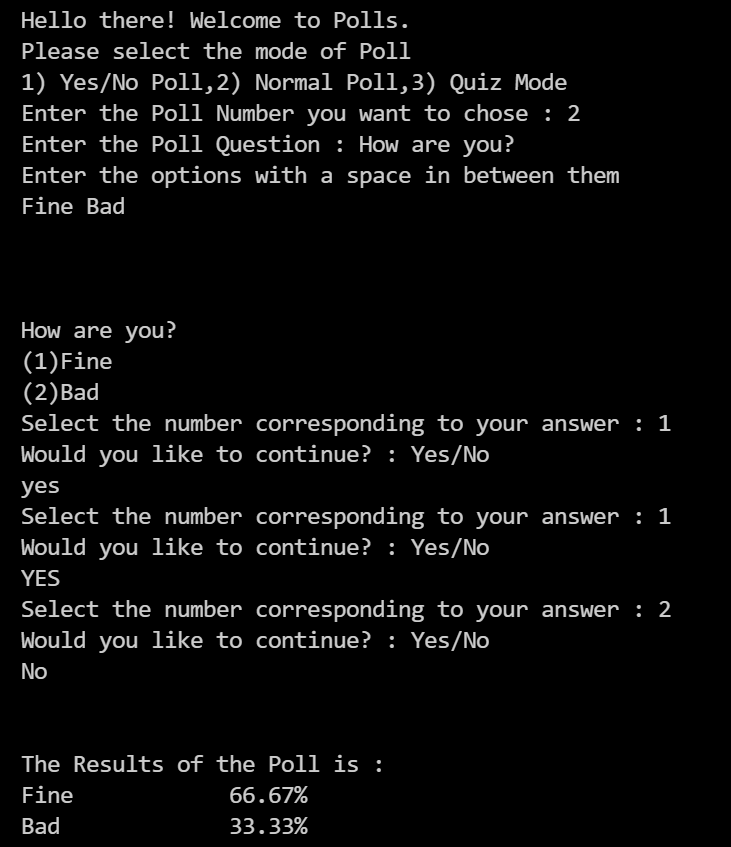 Hello there! Welcome to Polls.
Please select the mode of Poll
1) Yes/No Poll,2) Normal Poll,3) Quiz Mode
Enter the Poll Number you want to chose : 2
Enter the Poll Question : How are you?
Enter the options with a space in between them
Fine Bad
How are you?
(1)Fine
(2)Bad
Select the number corresponding to your answer : 1
Would you like to continue? : Yes/No
yes
Select the number corresponding to your answer : 1
Would you like to continue? : Yes/No
YES
Select the number corresponding to your answer : 2
Would you like to continue? : Yes/No
No
The Results of the Poll is :
Fine            66.67%
Bad             33.33%